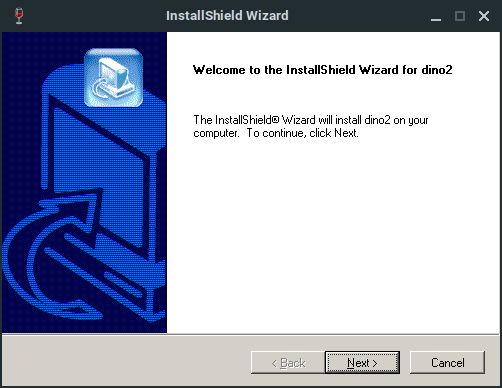 InstallShield Wizard
Welcome to the InstallShield Wizard for dino2
The InstallShield® Wizard will install dino2 on your
computer. To continue, click Next.
< Back
Next >
Cancel